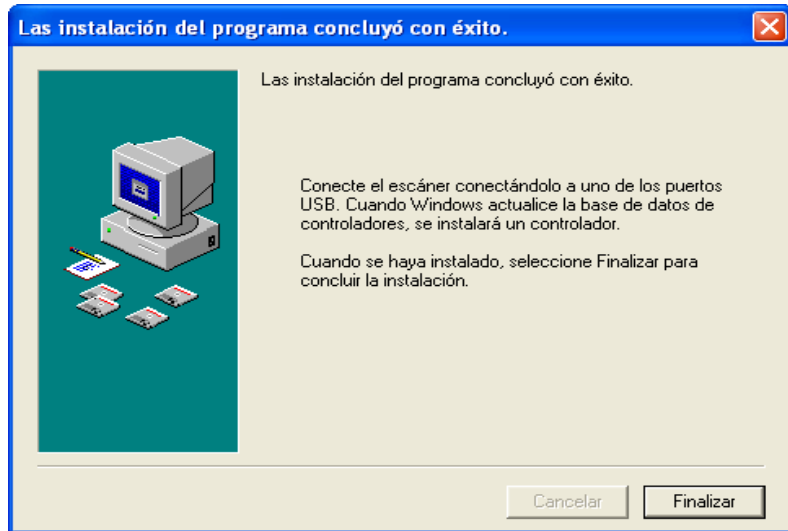 Las instalación del programa concluyó con éxito.
Las instalación del programa concluyó con éxito.
Conecte el escáner conectándolo a uno de los puertos
USB. Cuando Windows actualice la base de datos de
controladores, se instalará un controlador.
Cuando se haya instalado, seleccione Finalizar para
concluir la instalación.
Cancelar
Finalizar